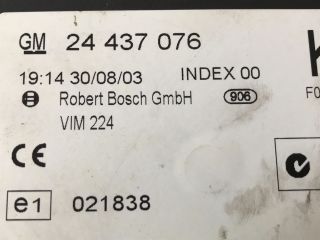 GM 24 437 076
19:14 30/08/03 INDEX 00
Robert Bosch GmbH 906
VIM 224
CE
e1 021838